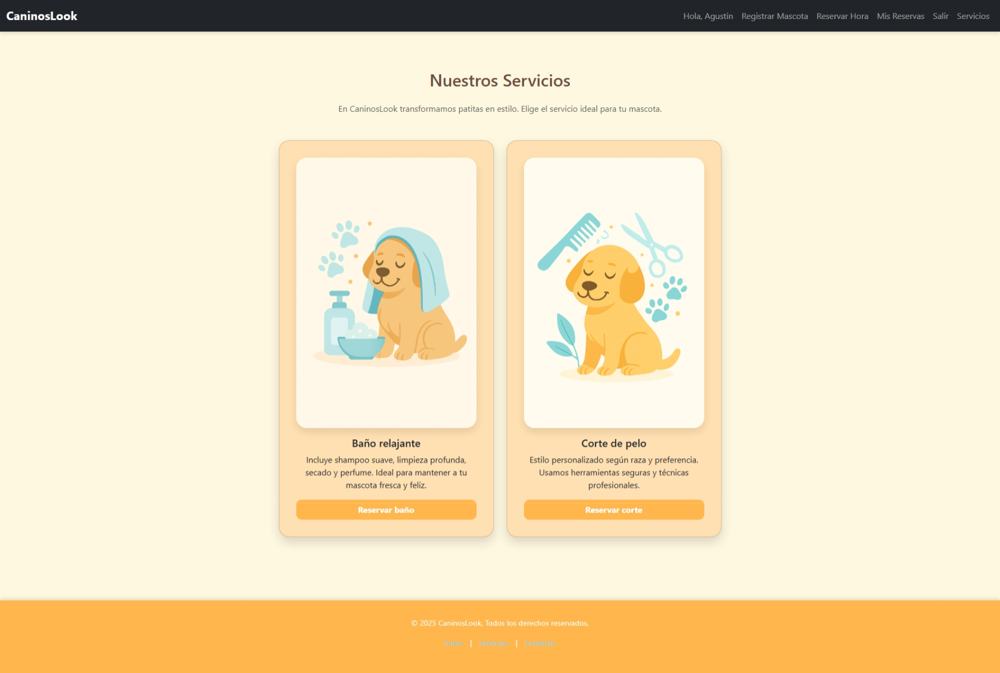 CaninosLook
Hola, Agustin Registrar Mascota Reservar Hora Mis Reservas Salir Servicios
Nuestros Servicios
En CaninosLook transformamos patitas en estilo. Elige el servicio ideal para tu mascota.
Baño relajante
Incluye shampoo suave, limpieza profunda,
secado y perfume. Ideal para mantener a tu
mascota fresca y feliz.
Reservar baño
Corte de pelo
Estilo personalizado según raza y preferencia.
Usamos herramientas seguras y técnicas
profesionales.
Reservar corte
© 2025 CaninosLook. Todos los derechos reservados.
Inicio | Servicios | Contacto